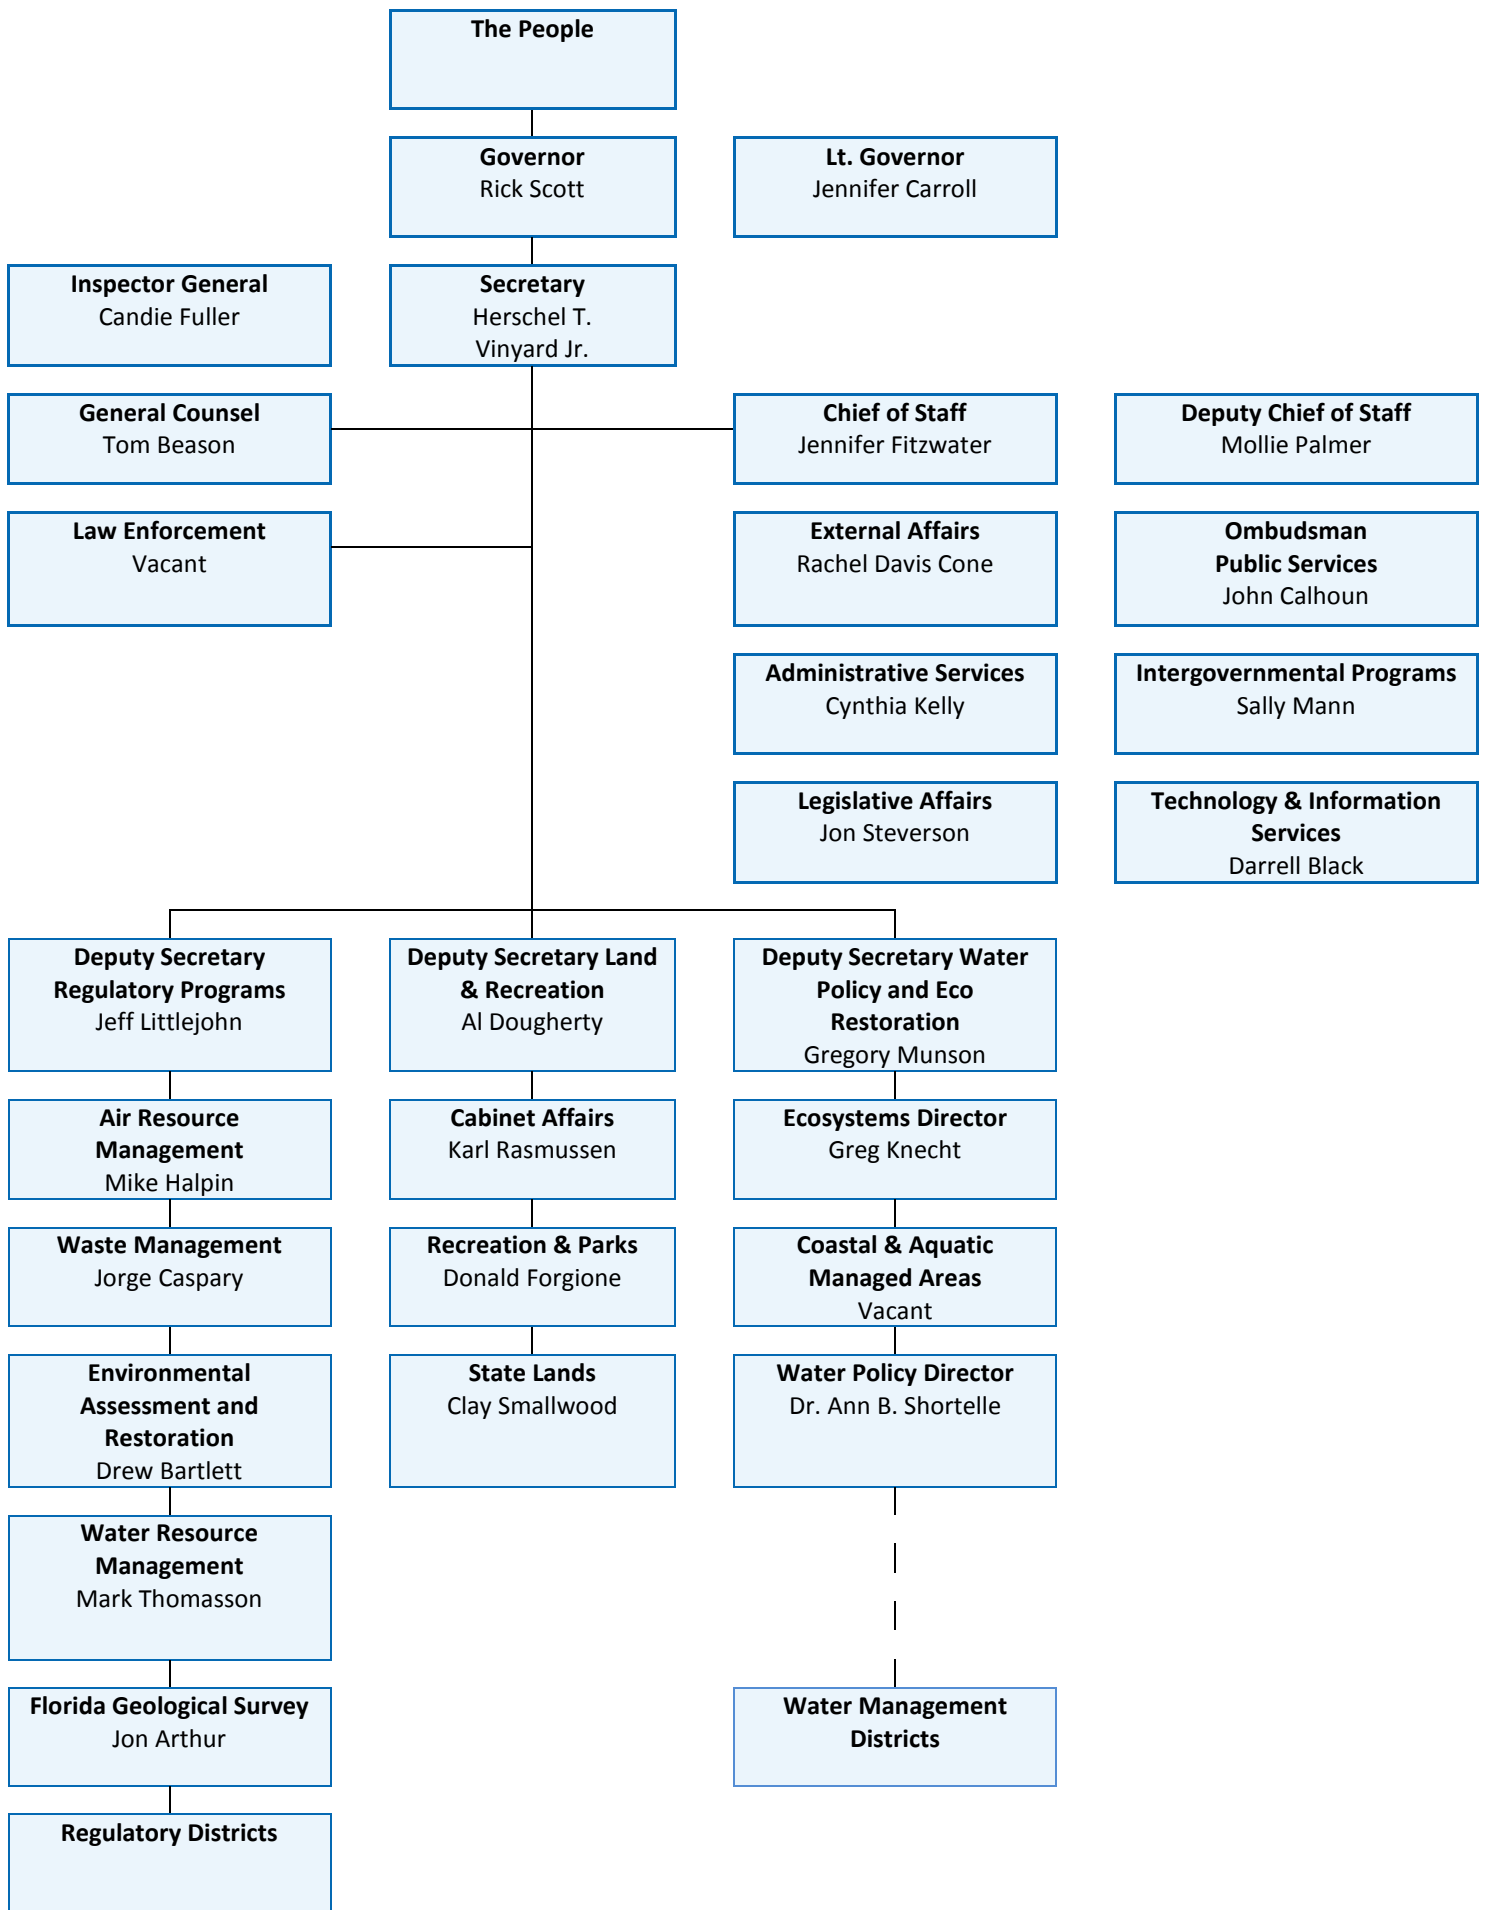 The People
Governor
Rick Scott
Lt. Governor
Jennifer Carroll
Inspector General
Candie Fuller
Secretary
Herschel T.
Vinyard Jr.
General Counsel
Tom Beason
Chief of Staff
Jennifer Fitzwater
Deputy Chief of Staff
Mollie Palmer
Law Enforcement
Vacant
External Affairs
Rachel Davis Cone
Ombudsman
Public Services
John Calhoun
Administrative Services
Cynthia Kelly
Intergovernmental Programs
Sally Mann
Legislative Affairs
Jon Steverson
Technology & Information
Services
Darrell Black
Deputy Secretary
Regulatory Programs
Jeff Littlejohn
Deputy Secretary Land
& Recreation
Al Dougherty
Deputy Secretary Water
Policy and Eco
Restoration
Gregory Munson
Air Resource
Management
Mike Halpin
Cabinet Affairs
Karl Rasmussen
Ecosystems Director
Greg Knecht
Waste Management
Jorge Caspary
Recreation & Parks
Donald Forgione
Coastal & Aquatic
Managed Areas
Vacant
Environmental
Assessment and
Restoration
Drew Bartlett
State Lands
Clay Smallwood
Water Policy Director
Dr. Ann B. Shortelle
Water Resource
Management
Mark Thomasson
Florida Geological Survey
Jon Arthur
Water Management
Districts
Regulatory Districts